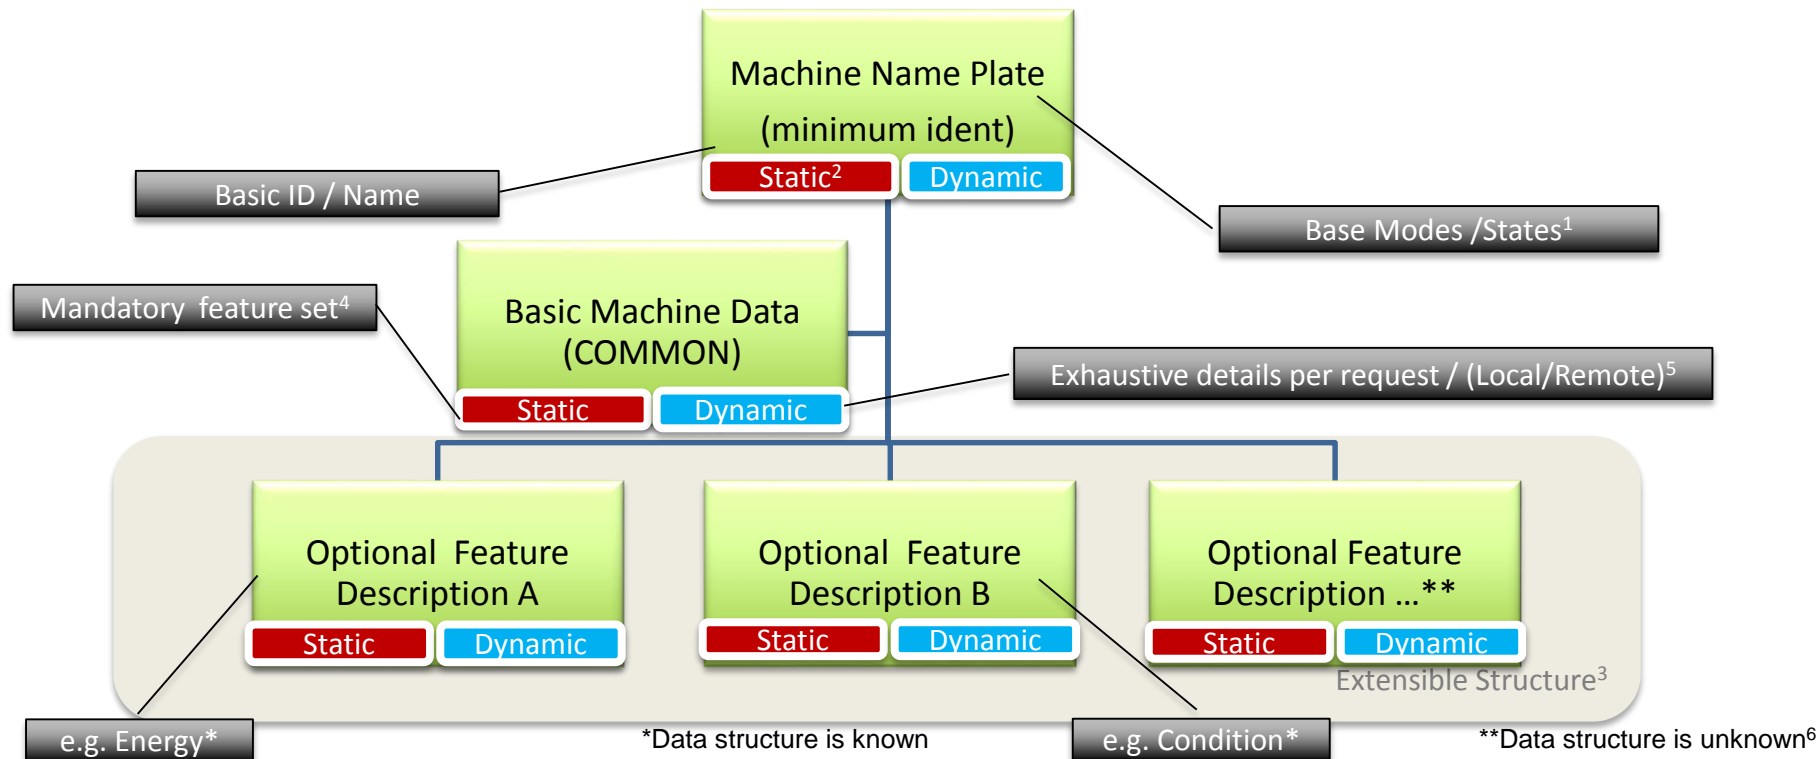 Machine Name Plate
(minimum ident)
Static²
Dynamic
Basic ID / Name
Base Modes /States¹
Mandatory feature set⁴
Basic Machine Data
(COMMON)
Exhaustive details per request / (Local/Remote)⁵
Static
Dynamic
Optional Feature
Description A
Static
Dynamic
Optional Feature
Description B
Static
Dynamic
Optional Feature
Description ...**
Static
Dynamic
Extensible Structure³
e.g. Energy*
*Data structure is known
e.g. Condition*
**Data structure is unknown⁶